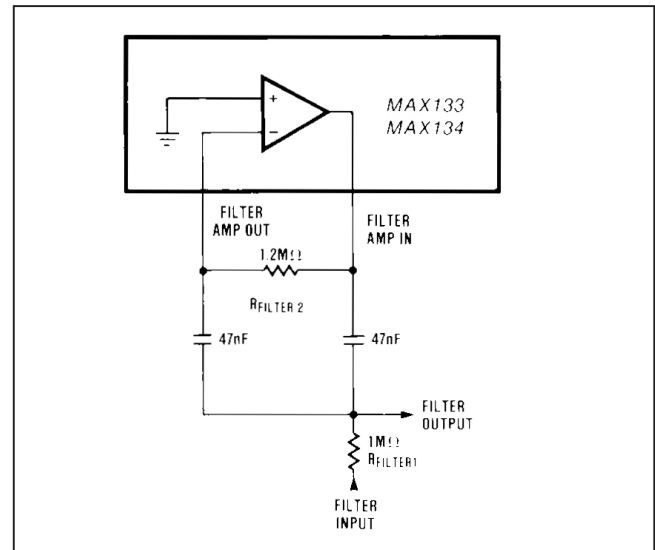 +
−
MAX133
MAX134
FILTER
AMP OUT
FILTER
AMP IN
1.2MΩ
RFILTER 2
47nF
47nF
FILTER
OUTPUT
1MΩ
RFILTER1
FILTER
INPUT